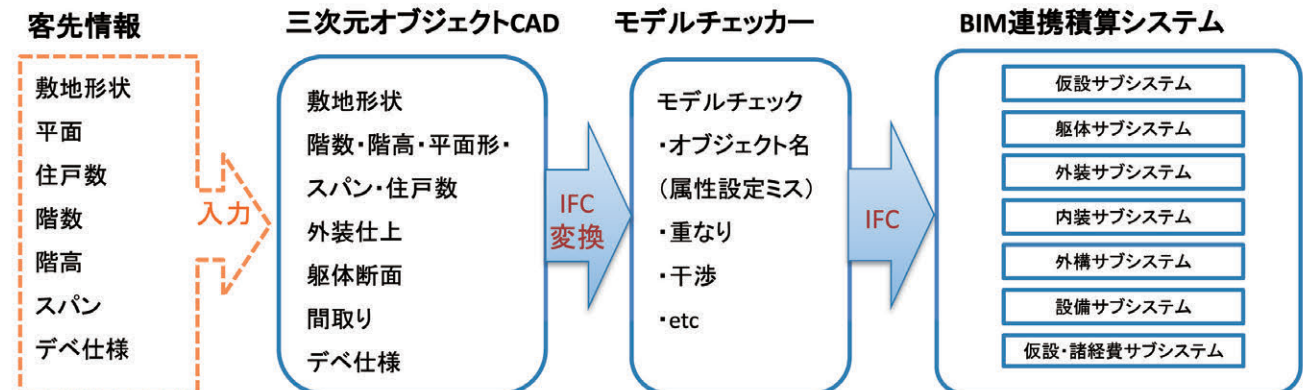 客先情報
敷地形状
平面
住戸数
階数
階高
スパン
デベ仕様
入力
三次元オブジェクトCAD
敷地形状
階数・階高・平面形・
スパン・住戸数
外装仕上
躯体断面
間取り
デベ仕様
IFC
変換
モデルチェッカー
モデルチェック
・オブジェクト名
(属性設定ミス)
・重なり
・干渉
・etc
IFC
BIM連携積算システム
仮設サブシステム
躯体サブシステム
外装サブシステム
内装サブシステム
外構サブシステム
設備サブシステム
仮設・諸経費サブシステム